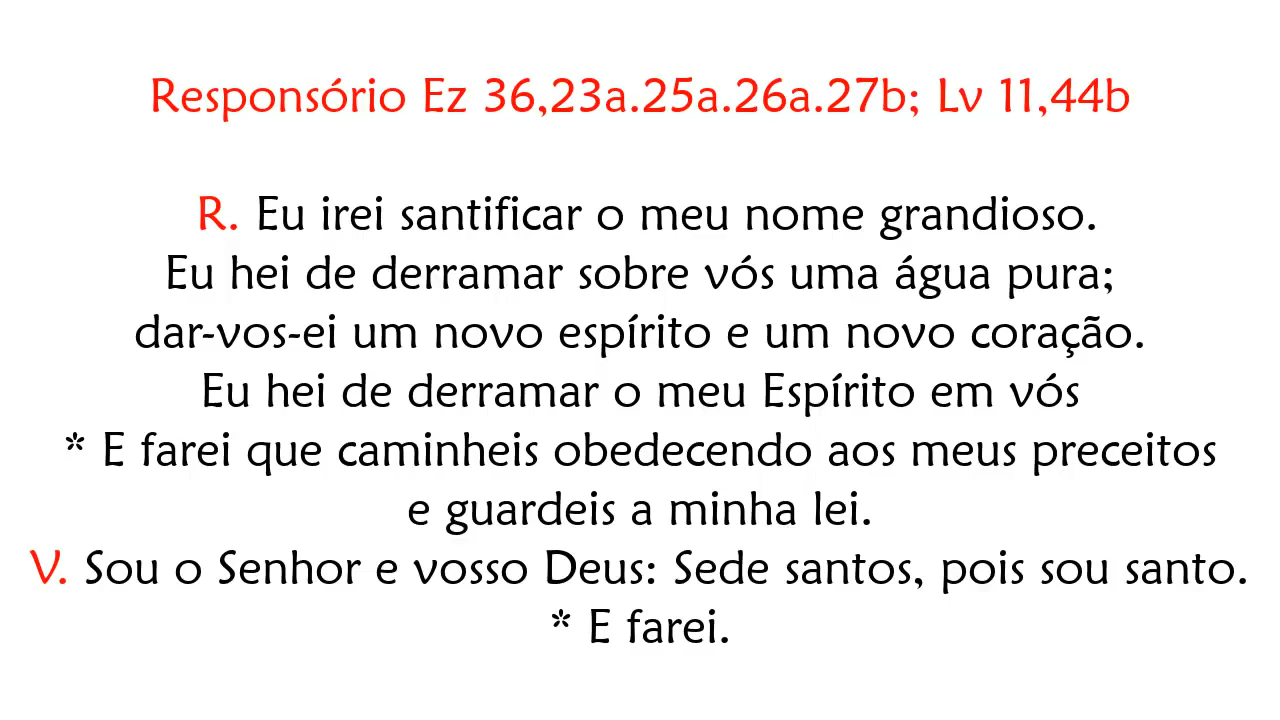 Responsório Ez 36,23a.25a.26a.27b; Lv 11,44b
R. Eu irei santificar o meu nome grandioso.
Eu hei de derramar sobre vós uma água pura;
dar-vos-ei um novo espírito e um novo coração.
Eu hei de derramar o meu Espírito em vós
* E farei que caminheis obedecendo aos meus preceitos
e guardeis a minha lei.
V. Sou o Senhor e vosso Deus: Sede santos, pois sou santo.
* E farei.